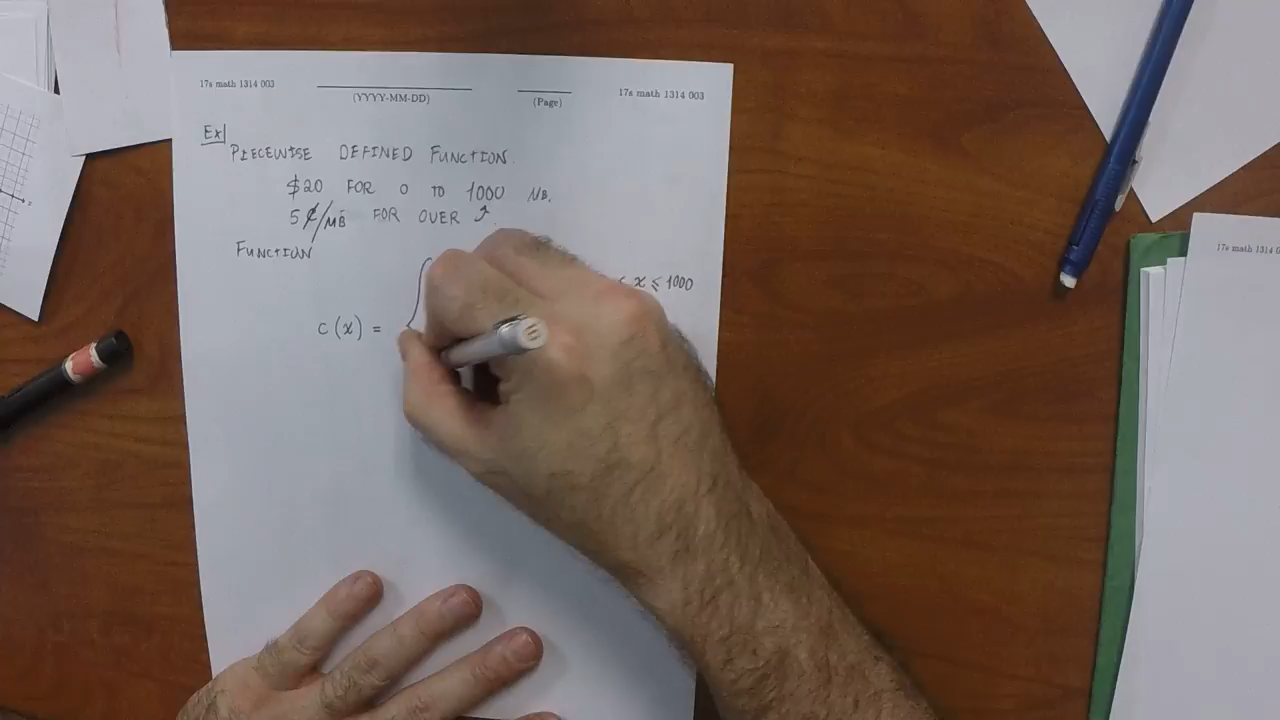 17s math 1314 003
(YYYY-MM-DD)
(Page)
17s math 1314 003
Ex
PIECEWISE DEFINED FUNCTION
$20 FOR 0 TO 1000 MB.
5¢/MB FOR OVER ↗
FUNCTION
≤ x ≤ 1000
C(x) = {
17s math 1314 0